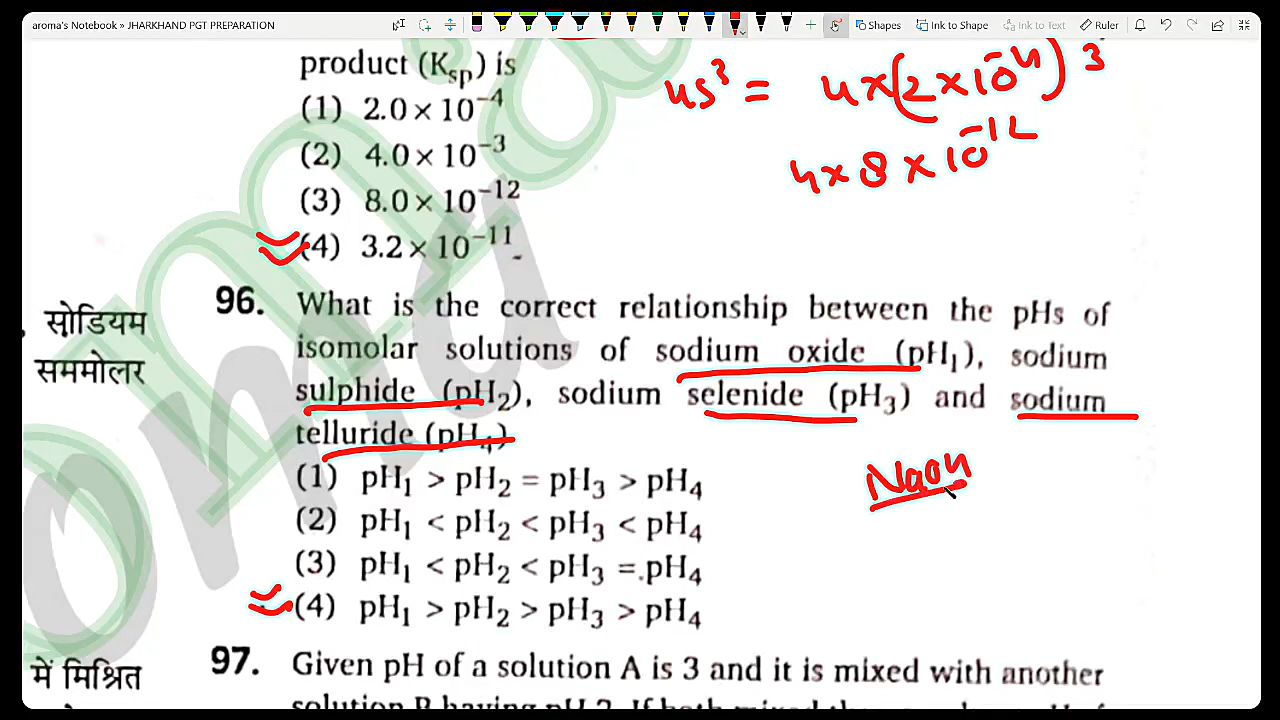 aroma's Notebook » JHARKHAND PGT PREPARATION
Shapes Ink to Shape Ink to Text Ruler
product (Ksp) is
4s³ = 4×(2×10⁻⁴)³
(1) 2.0 × 10⁻⁴
4×8×10⁻¹²
(2) 4.0 × 10⁻³
(3) 8.0 × 10⁻¹²
(4) 3.2 × 10⁻¹¹
सोडियम
सममोलर
96. What is the correct relationship between the pHs of
isomolar solutions of sodium oxide (pH₁), sodium
sulphide (pH₂), sodium selenide (pH₃) and sodium
telluride (pH₄)
(1) pH₁ > pH₂ = pH₃ > pH₄
NaOH
(2) pH₁ < pH₂ < pH₃ < pH₄
(3) pH₁ < pH₂ < pH₃ = pH₄
(4) pH₁ > pH₂ > pH₃ > pH₄
में मिश्रित
97. Given pH of a solution A is 3 and it is mixed with another